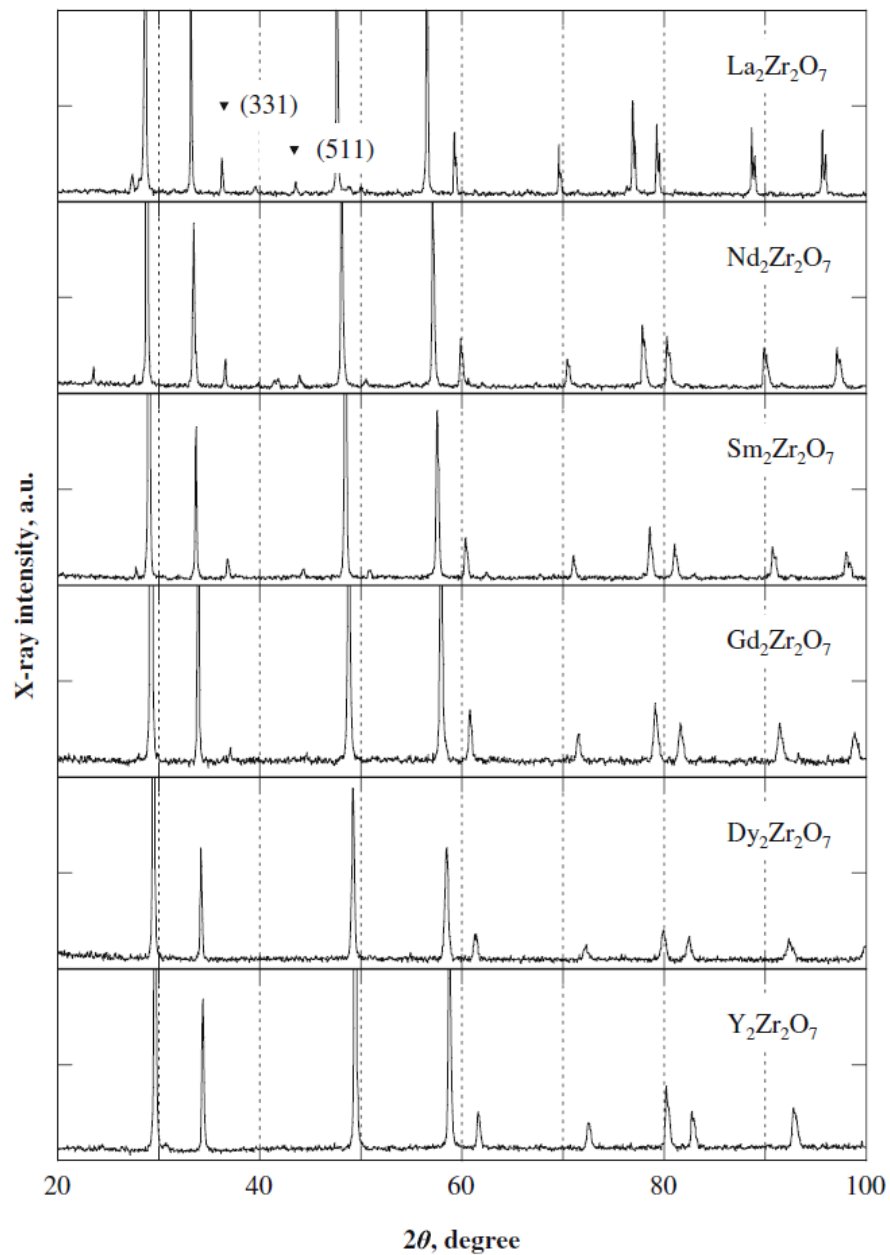 La₂Zr₂O₇
▼ (331)
▼ (511)
Nd₂Zr₂O₇
Sm₂Zr₂O₇
Gd₂Zr₂O₇
Dy₂Zr₂O₇
Y₂Zr₂O₇
X-ray intensity, a.u.
20 40 60 80 100
2θ, degree